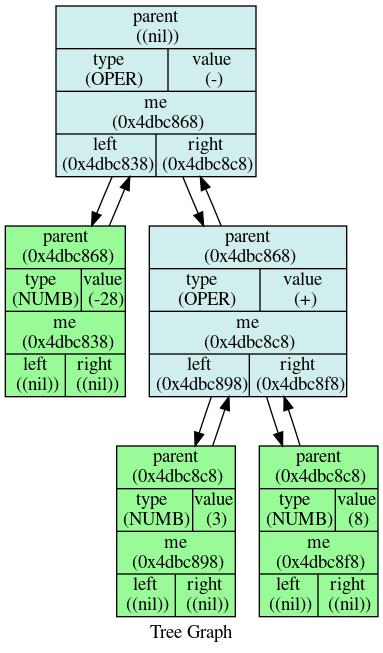 parent
((nil))
type value
(OPER) (-)
me
(0x4dbc868)
left right
(0x4dbc838) (0x4dbc8c8)
parent
(0x4dbc868)
type value
(NUMB) (-28)
me
(0x4dbc838)
left right
((nil)) ((nil))
parent
(0x4dbc868)
type value
(OPER) (+)
me
(0x4dbc8c8)
left right
(0x4dbc898) (0x4dbc8f8)
parent
(0x4dbc8c8)
type value
(NUMB) (3)
me
(0x4dbc898)
left right
((nil)) ((nil))
parent
(0x4dbc8c8)
type value
(NUMB) (8)
me
(0x4dbc8f8)
left right
((nil)) ((nil))
Tree Graph